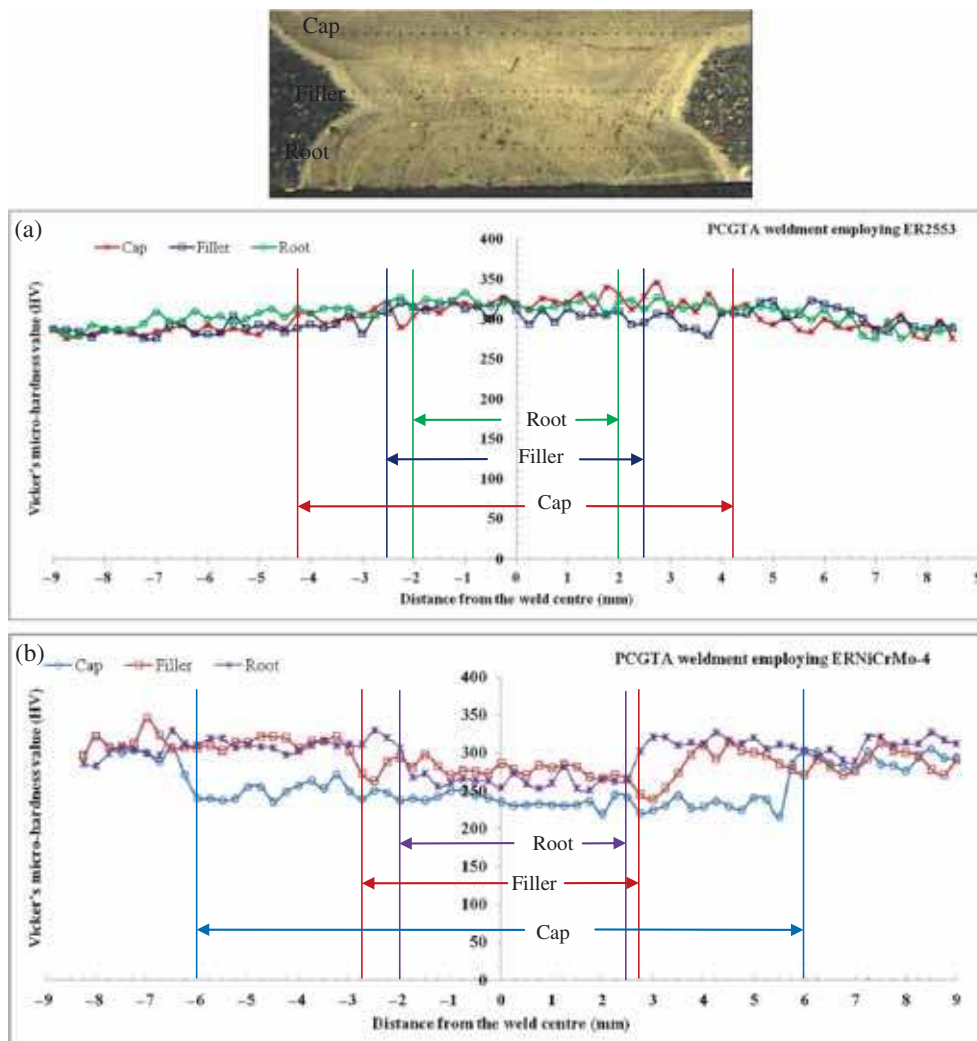 Cap
Filler
Root
(a)
PCGTA weldment employing ER2553
Cap Filler Root
Vicker's micro-hardness value (HV)
400
350
300
250
200
150
100
50
0
Root
Filler
Cap
−9 −8 −7 −6 −5 −4 −3 −2 −1 0 1 2 3 4 5 6 7 8 9
Distance from the weld centre (mm)
(b)
PCGTA weldment employing ERNiCrMo-4
Cap Filler Root
Vicker's micro-hardness value (HV)
400
350
300
250
200
150
100
50
0
Root
Filler
Cap
−9 −8 −7 −6 −5 −4 −3 −2 −1 0 1 2 3 4 5 6 7 8 9
Distance from the weld centre (mm)